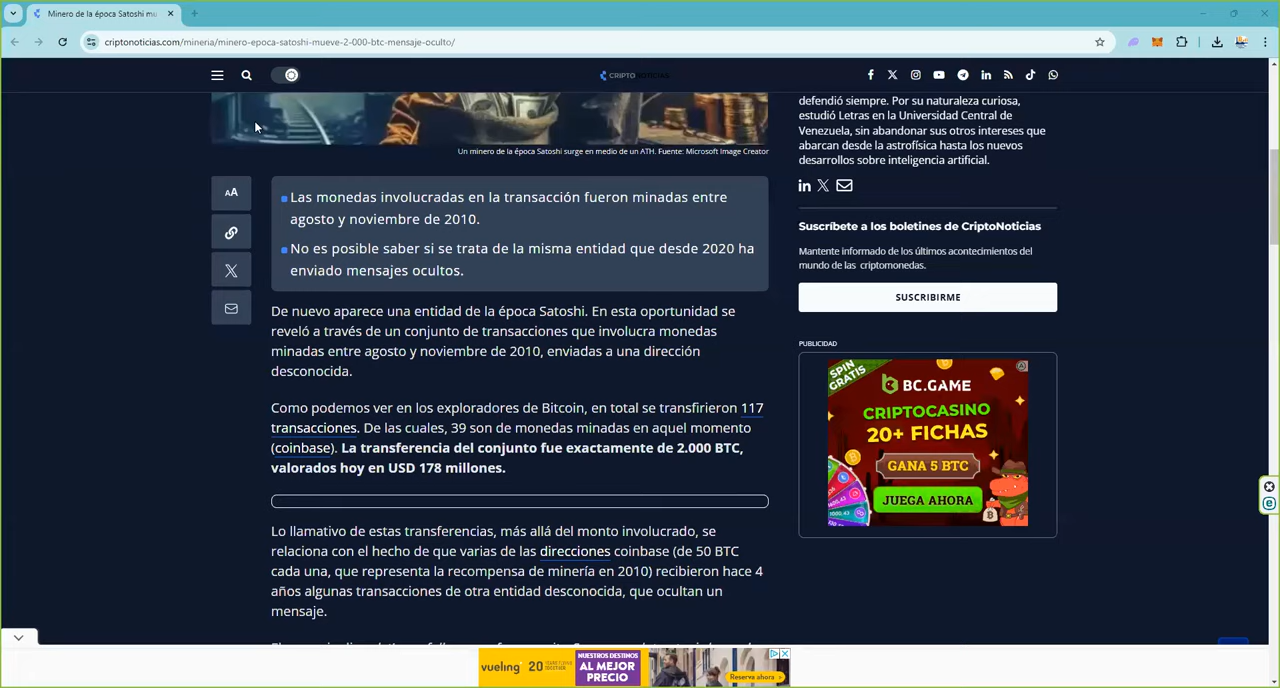 Minero de la época Satoshi mu
criptonoticias.com/mineria/minero-epoca-satoshi-mueve-2-000-btc-mensaje-oculto/
CRIPTONOTICIAS
Un minero de la época Satoshi surge en medio de un ATH. Fuente: Microsoft Image Creator
AA
Las monedas involucradas en la transacción fueron minadas entre
agosto y noviembre de 2010.
No es posible saber si se trata de la misma entidad que desde 2020 ha
enviado mensajes ocultos.
De nuevo aparece una entidad de la época Satoshi. En esta oportunidad se
reveló a través de un conjunto de transacciones que involucra monedas
minadas entre agosto y noviembre de 2010, enviadas a una dirección
desconocida.
Como podemos ver en los exploradores de Bitcoin, en total se transfirieron 117
transacciones. De las cuales, 39 son de monedas minadas en aquel momento
(coinbase). La transferencia del conjunto fue exactamente de 2.000 BTC,
valorados hoy en USD 178 millones.
Lo llamativo de estas transferencias, más allá del monto involucrado, se
relaciona con el hecho de que varias de las direcciones coinbase (de 50 BTC
cada una, que representa la recompensa de minería en 2010) recibieron hace 4
años algunas transacciones de otra entidad desconocida, que ocultan un
mensaje.
defendió siempre. Por su naturaleza curiosa,
estudió Letras en la Universidad Central de
Venezuela, sin abandonar sus otros intereses que
abarcan desde la astrofísica hasta los nuevos
desarrollos sobre inteligencia artificial.
Suscríbete a los boletines de CriptoNoticias
Mantente informado de los últimos acontecimientos del
mundo de las criptomonedas.
SUSCRIBIRME
PUBLICIDAD
SPIN
GRATIS
BC.GAME
CRIPTOCASINO
20+ FICHAS
GANA 5 BTC
JUEGA AHORA
vueling
20
NUESTROS DESTINOS
AL MEJOR
PRECIO
Reserva ahora >